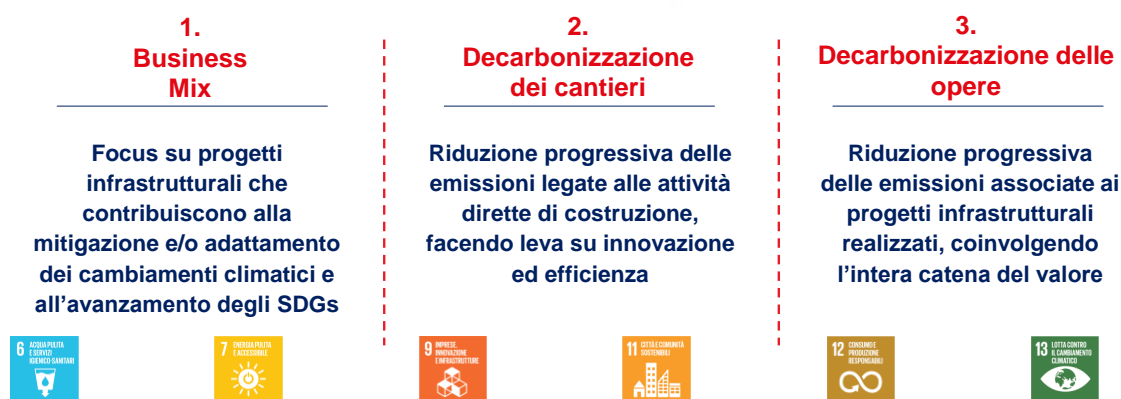 1.
Business
Mix
Focus su progetti
infrastrutturali che
contribuiscono alla
mitigazione e/o adattamento
dei cambiamenti climatici e
all’avanzamento degli SDGs
2.
Decarbonizzazione
dei cantieri
Riduzione progressiva delle
emissioni legate alle attività
dirette di costruzione,
facendo leva su innovazione
ed efficienza
3.
Decarbonizzazione delle
opere
Riduzione progressiva
delle emissioni associate ai
progetti infrastrutturali
realizzati, coinvolgendo
l’intera catena del valore
6 ACQUA PULITA
E SERVIZI
IGIENICO-SANITARI
7 ENERGIA PULITA
E ACCESSIBILE
9 IMPRESE,
INNOVAZIONE
E INFRASTRUTTURE
11 CITTÀ E COMUNITÀ
SOSTENIBILI
12 CONSUMO E
PRODUZIONE
RESPONSABILI
13 LOTTA CONTRO
IL CAMBIAMENTO
CLIMATICO